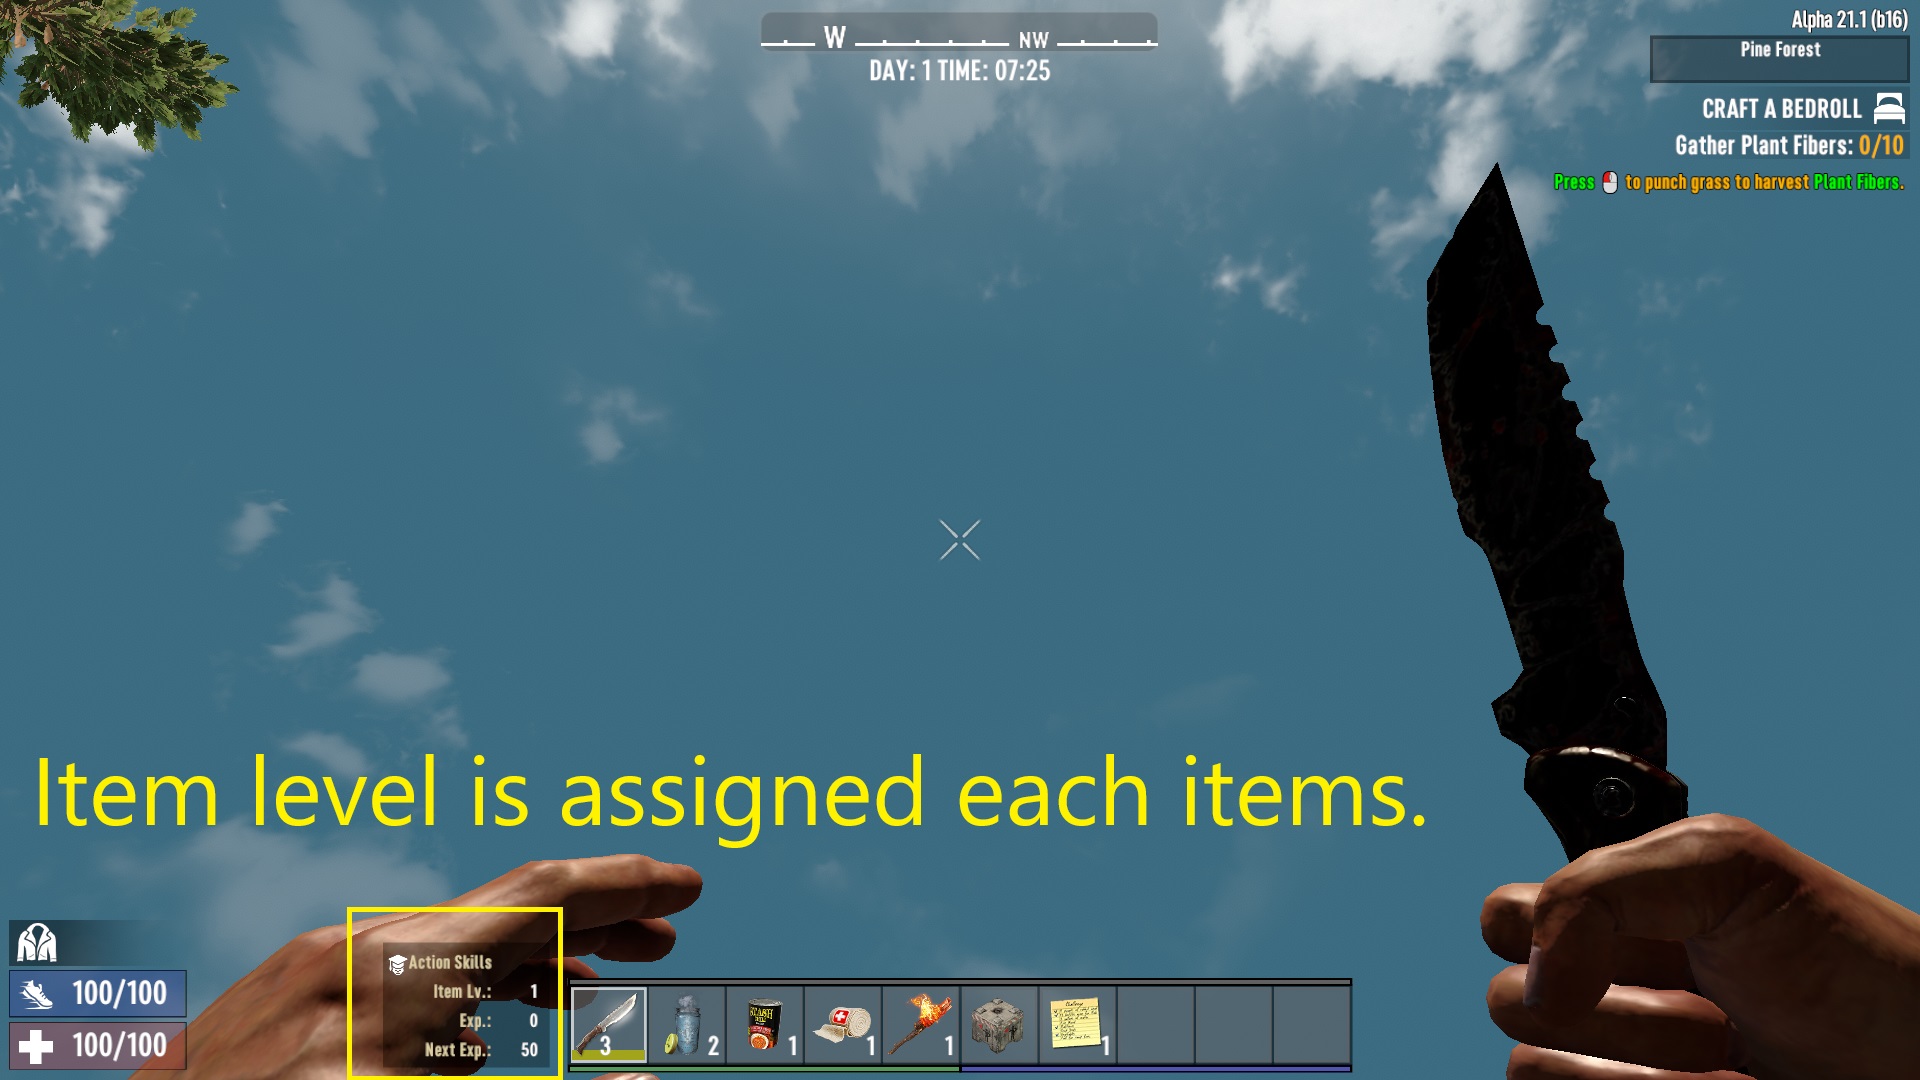 W NW
DAY: 1 TIME: 07:25
Alpha 21.1 (b16)
Pine Forest
CRAFT A BEDROLL
Gather Plant Fibers: 0/10
Press to punch grass to harvest Plant Fibers.
Item level is assigned each items.
100/100
100/100
Action Skills
Item Lv.: 1
Exp.: 0
Next Exp.: 50
3 2 1 1 1 1